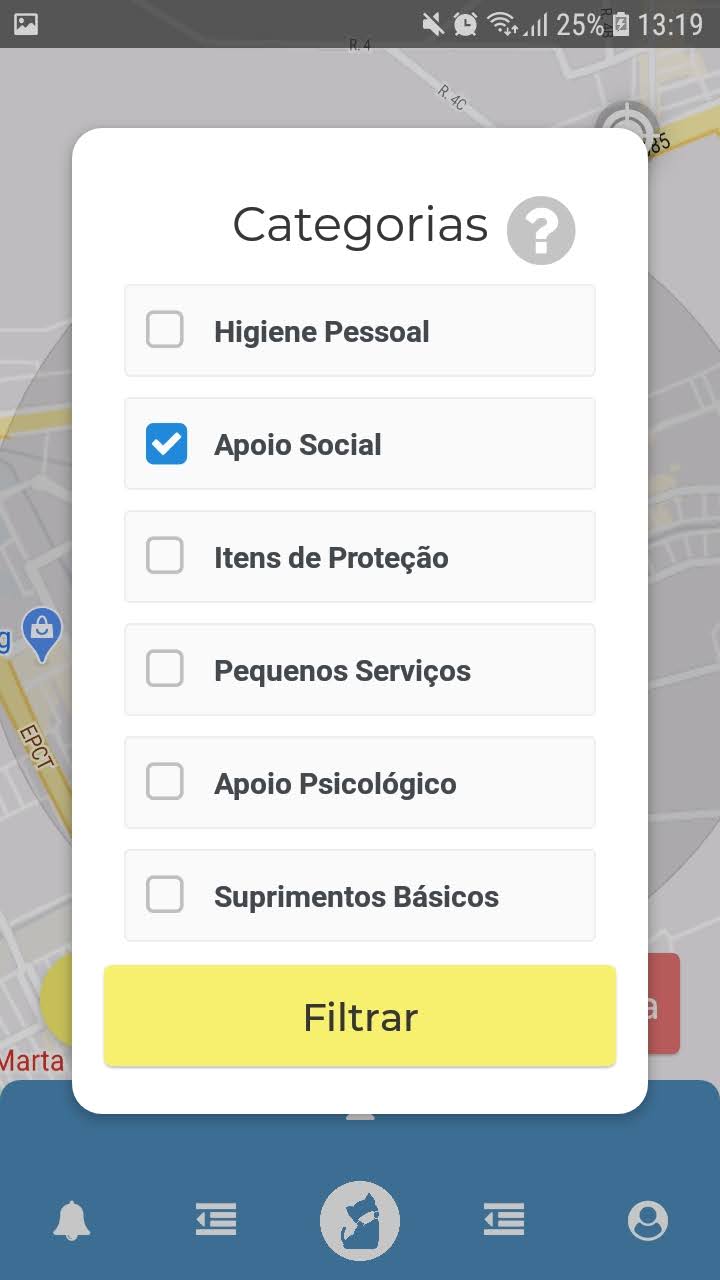 25% 13:19
R. 4
R. 4C
Categorias ?
Higiene Pessoal
Apoio Social
Itens de Proteção
Pequenos Serviços
Apoio Psicológico
Suprimentos Básicos
EPCT
g
Filtrar
a
Marta